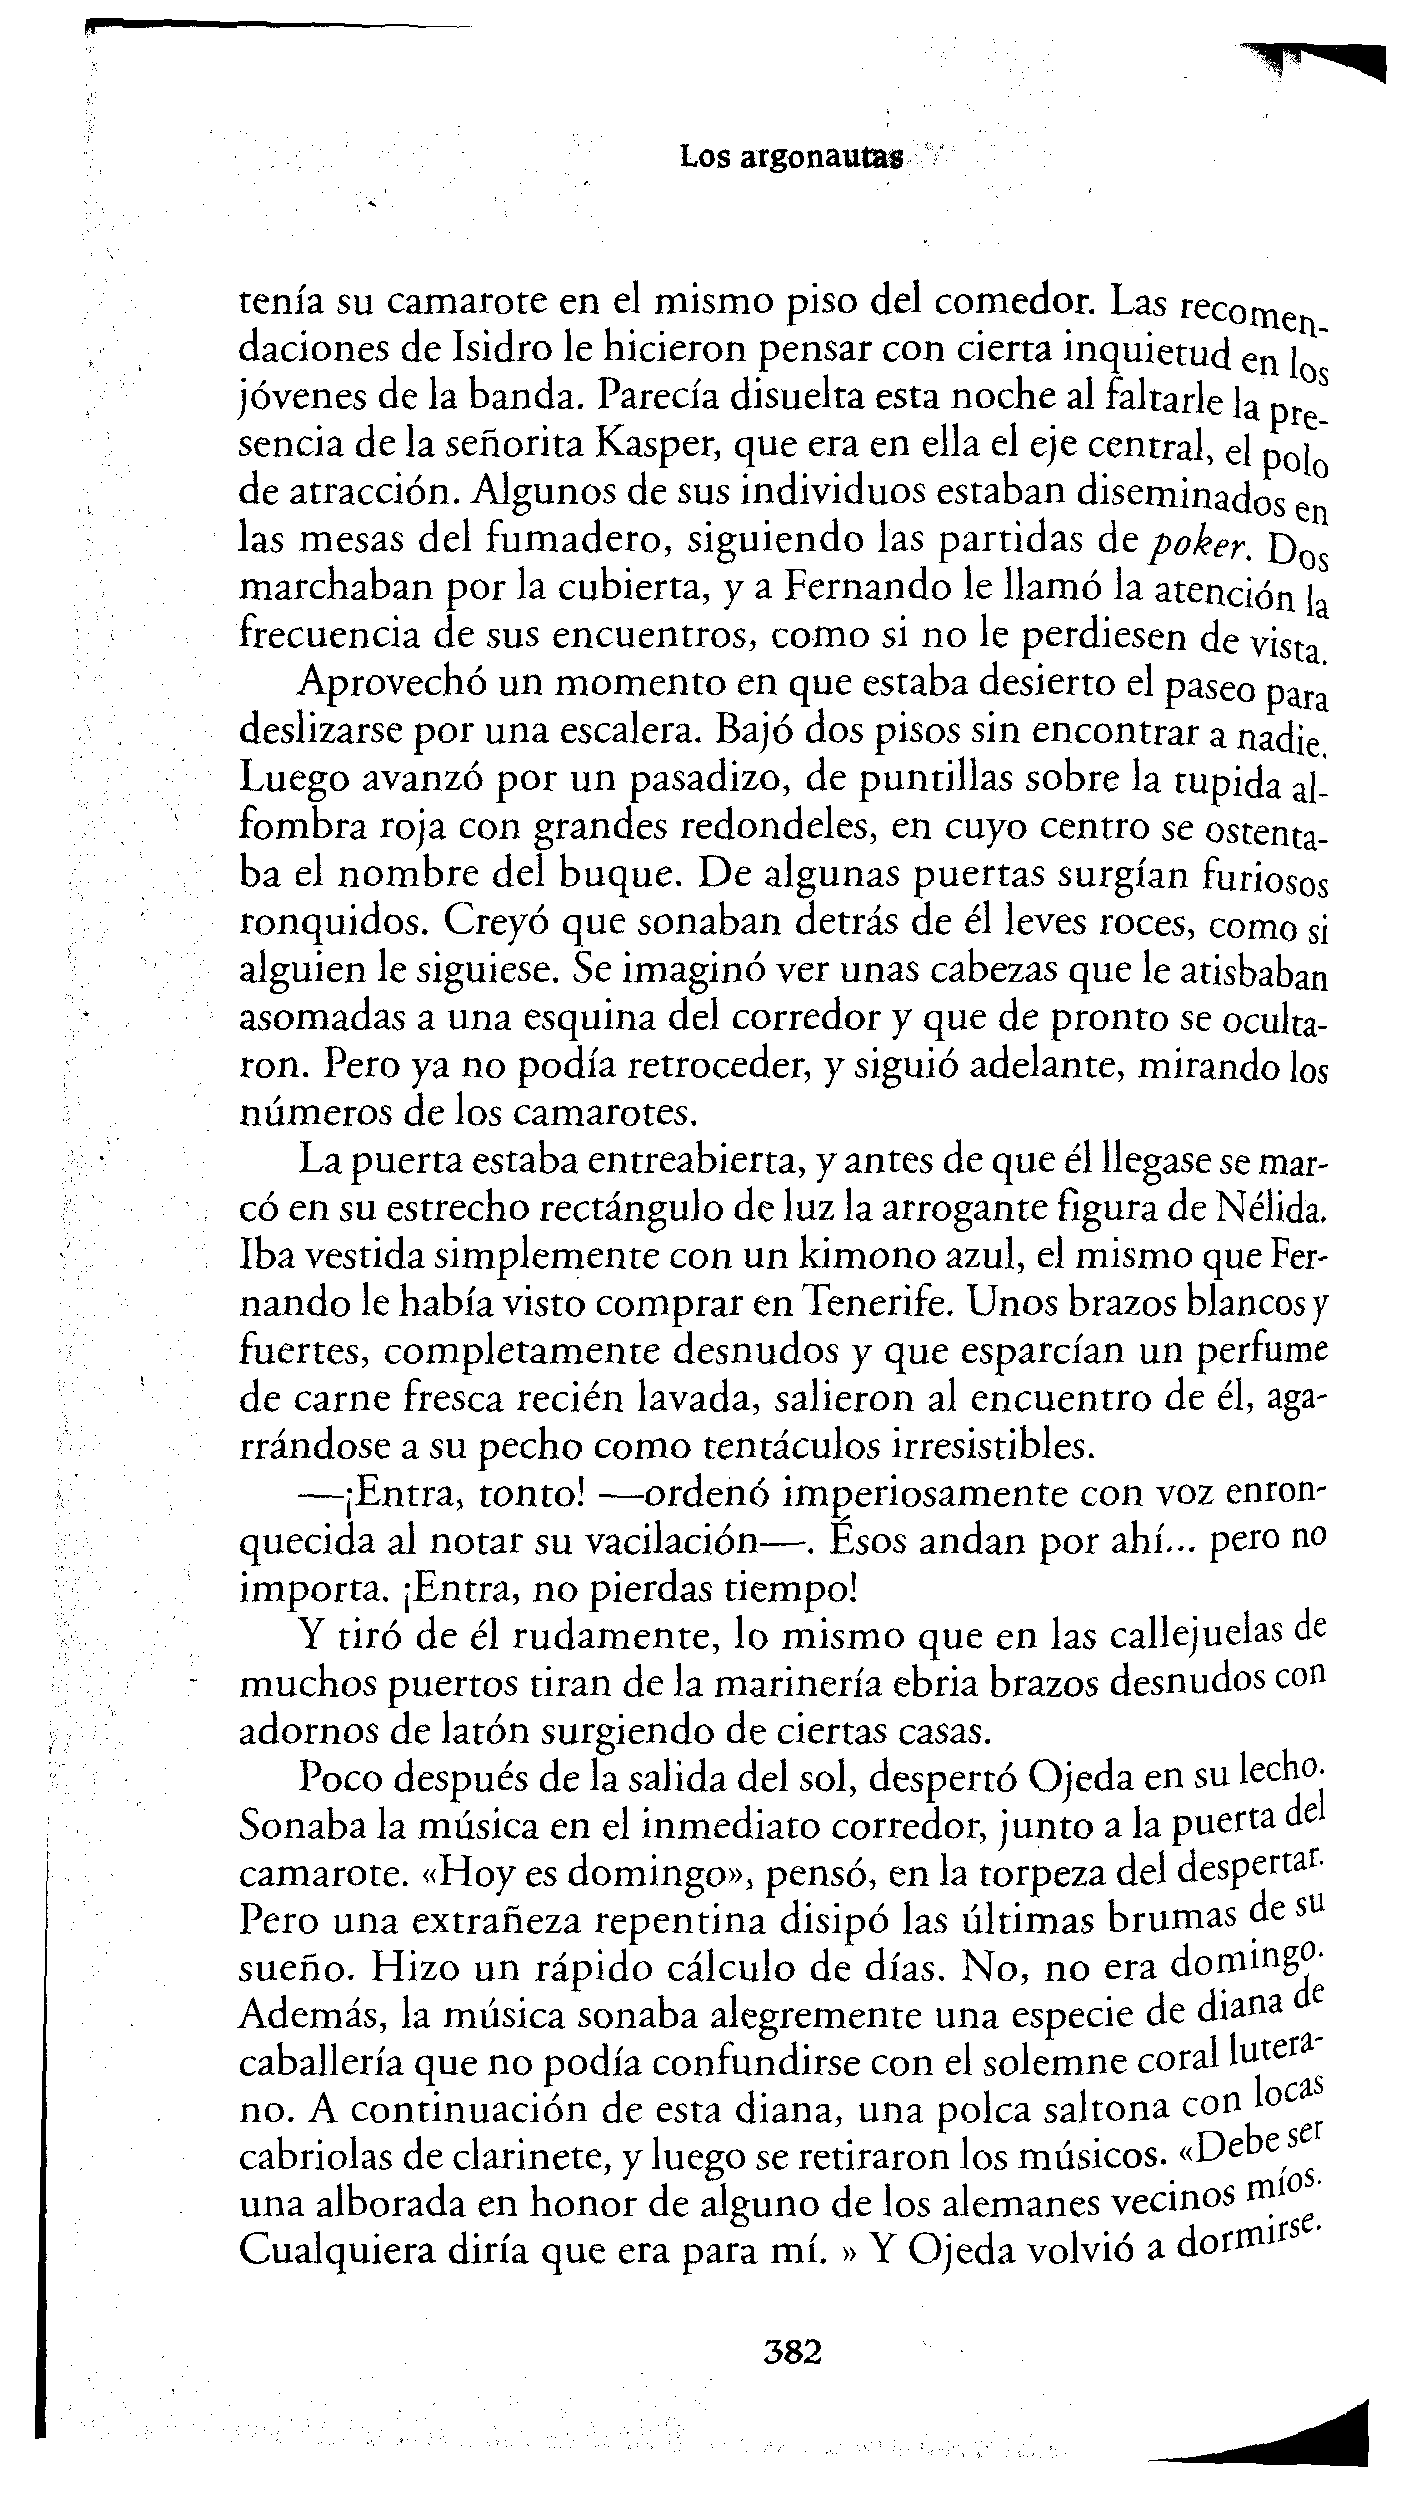 Los argonautas
tenía su camarote en el mismo piso del comedor. Las recomen-
daciones de Isidro le hicieron pensar con cierta inquietud en los
jóvenes de la banda. Parecía disuelta esta noche al faltarle la pre-
sencia de la señorita Kasper, que era en ella el eje central, el polo
de atracción. Algunos de sus individuos estaban diseminados en
las mesas del fumadero, siguiendo las partidas de poker. Dos
marchaban por la cubierta, y a Fernando le llamó la atención la
frecuencia de sus encuentros, como si no le perdiesen de vista.
Aprovechó un momento en que estaba desierto el paseo para
deslizarse por una escalera. Bajó dos pisos sin encontrar a nadie.
Luego avanzó por un pasadizo, de puntillas sobre la tupida al-
fombra roja con grandes redondeles, en cuyo centro se ostenta-
ba el nombre del buque. De algunas puertas surgían furiosos
ronquidos. Creyó que sonaban detrás de él leves roces, como si
alguien le siguiese. Se imaginó ver unas cabezas que le atisbaban
asomadas a una esquina del corredor y que de pronto se oculta-
ron. Pero ya no podía retroceder, y siguió adelante, mirando los
números de los camarotes.
La puerta estaba entreabierta, y antes de que él llegase se mar-
có en su estrecho rectángulo de luz la arrogante figura de Nélida.
Iba vestida simplemente con un kimono azul, el mismo que Fer-
nando le había visto comprar en Tenerife. Unos brazos blancos y
fuertes, completamente desnudos y que esparcían un perfume
de carne fresca recién lavada, salieron al encuentro de él, aga-
rrándose a su pecho como tentáculos irresistibles.
—¡Entra, tonto! —ordenó imperiosamente con voz enron-
quecida al notar su vacilación—. Ésos andan por ahí... pero no
importa. ¡Entra, no pierdas tiempo!
Y tiró de él rudamente, lo mismo que en las callejuelas de
muchos puertos tiran de la marinería ebria brazos desnudos con
adornos de latón surgiendo de ciertas casas.
Poco después de la salida del sol, despertó Ojeda en su lecho.
Sonaba la música en el inmediato corredor, junto a la puerta del
camarote. «Hoy es domingo», pensó, en la torpeza del despertar.
Pero una extrañeza repentina disipó las últimas brumas de su
sueño. Hizo un rápido cálculo de días. No, no era domingo.
Además, la música sonaba alegremente una especie de diana de
caballería que no podía confundirse con el solemne coral lutera-
no. A continuación de esta diana, una polca saltona con locas
cabriolas de clarinete, y luego se retiraron los músicos. «Debe ser
una alborada en honor de alguno de los alemanes vecinos míos.
Cualquiera diría que era para mí. » Y Ojeda volvió a dormirse.
382